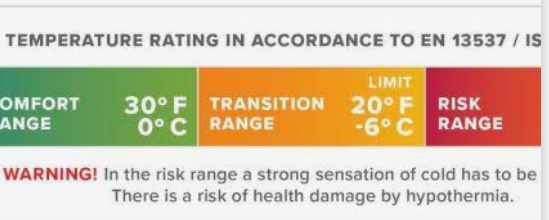 TEMPERATURE RATING IN ACCORDANCE TO EN 13537 / IS
OMFORT
ANGE
30° F
0° C
TRANSITION
RANGE
LIMIT
20° F
-6° C
RISK
RANGE
WARNING! In the risk range a strong sensation of cold has to be
There is a risk of health damage by hypothermia.